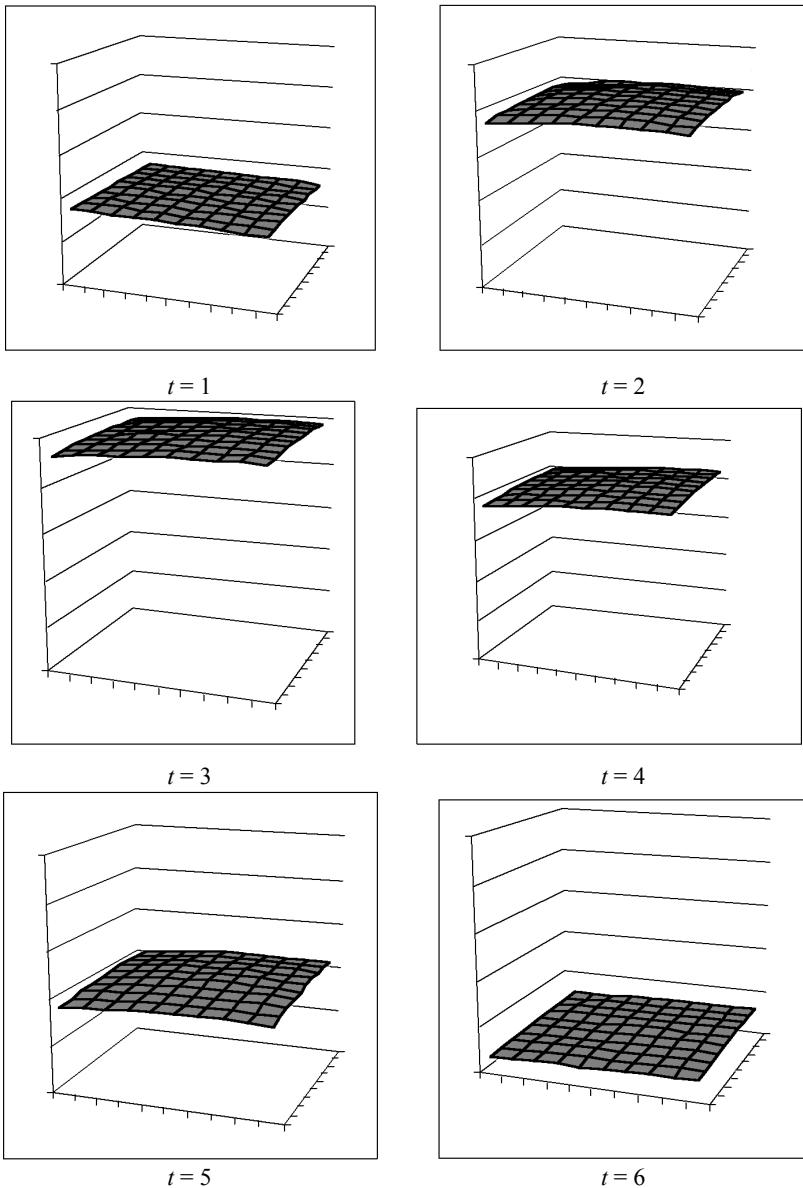 t = 1
t = 2
t = 3
t = 4
t = 5
t = 6